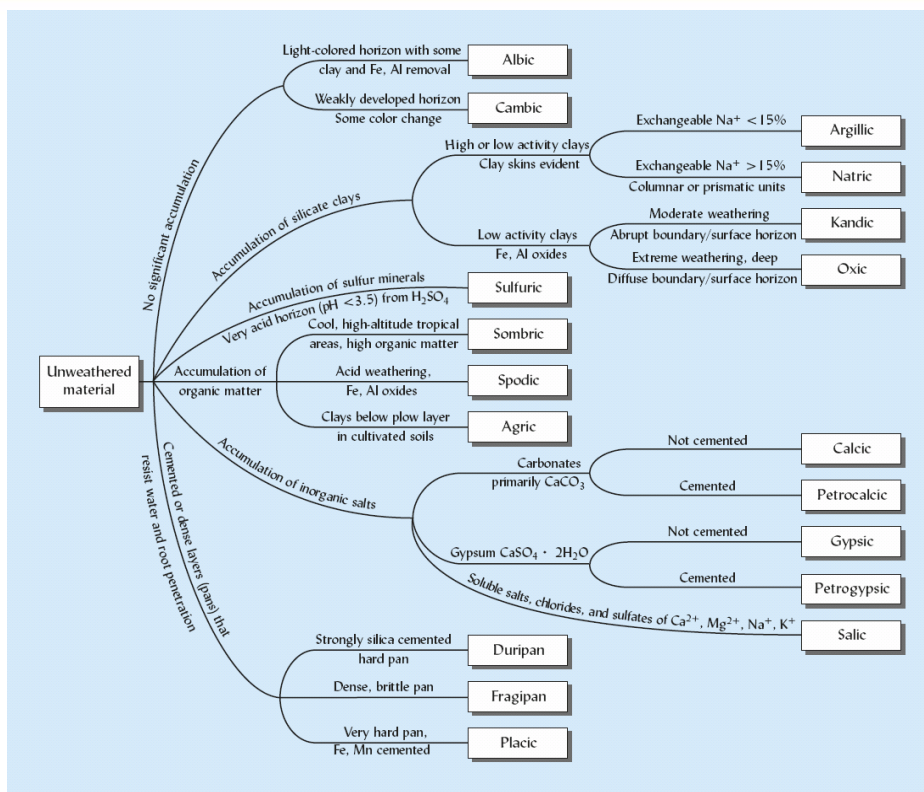 Light-colored horizon with some
clay and Fe, Al removal
Albic
Weakly developed horizon
Some color change
Cambic
No significant accumulation
Accumulation of silicate clays
High or low activity clays
Clay skins evident
Exchangeable Na⁺ <15%
Argillic
Exchangeable Na⁺ >15%
Columnar or prismatic units
Natric
Low activity clays
Fe, Al oxides
Moderate weathering
Abrupt boundary/surface horizon
Kandic
Extreme weathering, deep
Diffuse boundary/surface horizon
Oxic
Accumulation of sulfur minerals
Very acid horizon (pH <3.5) from H₂SO₄
Sulfuric
Unweathered
material
Accumulation of
organic matter
Cool, high-altitude tropical
areas, high organic matter
Sombric
Acid weathering,
Fe, Al oxides
Spodic
Clays below plow layer
in cultivated soils
Agric
Accumulation of inorganic salts
Carbonates
primarily CaCO₃
Not cemented
Calcic
Cemented
Petrocalcic
Gypsum CaSO₄ · 2H₂O
Not cemented
Gypsic
Cemented
Petrogypsic
Soluble salts, chlorides, and sulfates of Ca²⁺, Mg²⁺, Na⁺, K⁺
Salic
Cemented or dense layers (pans) that
resist water and root penetration
Strongly silica cemented
hard pan
Duripan
Dense, brittle pan
Fragipan
Very hard pan,
Fe, Mn cemented
Placic